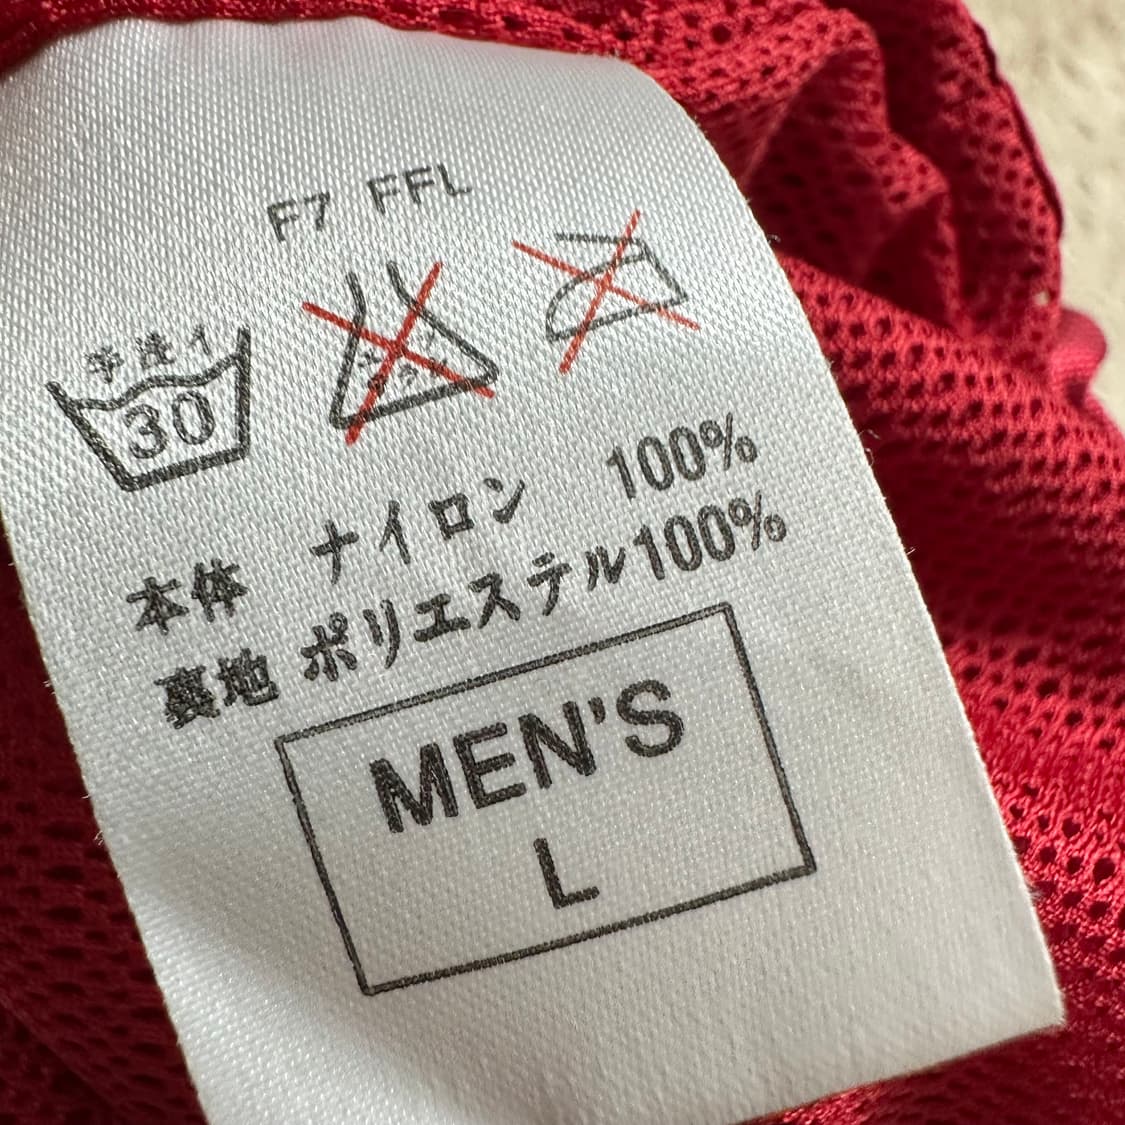 F7 FFL
手洗イ
30
本体 ナイロン 100%
裏地 ポリエステル100%
MEN'S
L